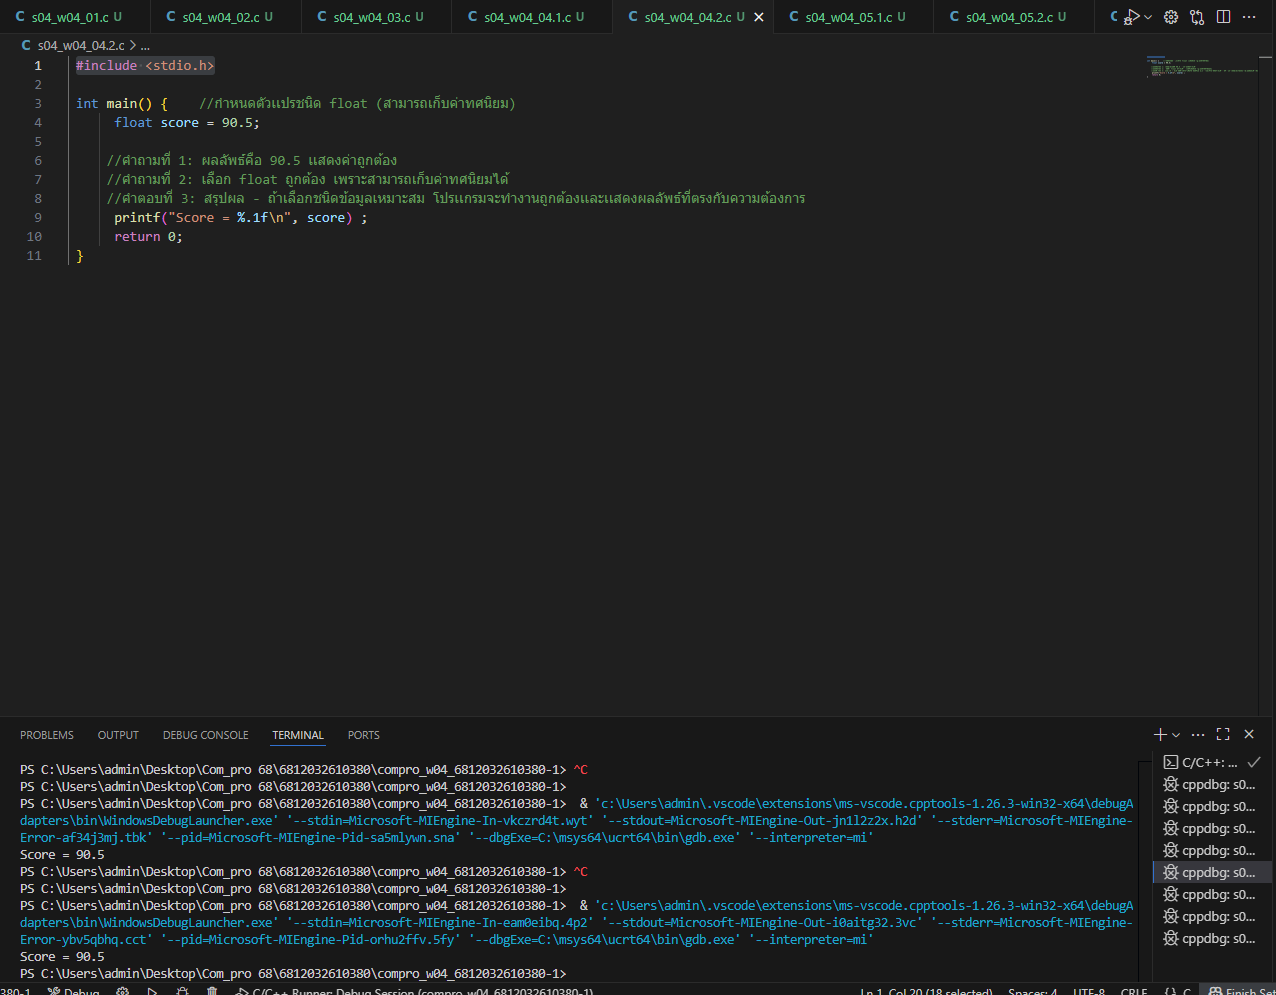 C s04_w04_01.c U
C s04_w04_02.c U
C s04_w04_03.c U
C s04_w04_04.1.c U
C s04_w04_04.2.c U
C s04_w04_05.1.c U
C s04_w04_05.2.c U
C
C s04_w04_04.2.c > ...
1 #include <stdio.h>
2
3 int main() { //กำหนดตัวแปรชนิด float (สามารถเก็บค่าทศนิยม)
4 float score = 90.5;
5
6 //คำถามที่ 1: ผลลัพธ์คือ 90.5 แสดงค่าถูกต้อง
7 //คำถามที่ 2: เลือก float ถูกต้อง เพราะสามารถเก็บค่าทศนิยมได้
8 //คำตอบที่ 3: สรุปผล - ถ้าเลือกชนิดข้อมูลเหมาะสม โปรแกรมจะทำงานถูกต้องและแสดงผลลัพธ์ที่ตรงกับความต้องการ
9 printf("Score = %.1f\n", score) ;
10 return 0;
11 }
PROBLEMS OUTPUT DEBUG CONSOLE TERMINAL PORTS
PS C:\Users\admin\Desktop\Com_pro 68\6812032610380\compro_w04_6812032610380-1> ^C
PS C:\Users\admin\Desktop\Com_pro 68\6812032610380\compro_w04_6812032610380-1>
PS C:\Users\admin\Desktop\Com_pro 68\6812032610380\compro_w04_6812032610380-1> & 'c:\Users\admin\.vscode\extensions\ms-vscode.cpptools-1.26.3-win32-x64\debugA
dapters\bin\WindowsDebugLauncher.exe' '--stdin=Microsoft-MIEngine-In-vkczrd4t.wyt' '--stdout=Microsoft-MIEngine-Out-jn1l2z2x.h2d' '--stderr=Microsoft-MIEngine-
Error-af34j3mj.tbk' '--pid=Microsoft-MIEngine-Pid-sa5mlywn.sna' '--dbgExe=C:\msys64\ucrt64\bin\gdb.exe' '--interpreter=mi'
Score = 90.5
PS C:\Users\admin\Desktop\Com_pro 68\6812032610380\compro_w04_6812032610380-1> ^C
PS C:\Users\admin\Desktop\Com_pro 68\6812032610380\compro_w04_6812032610380-1>
PS C:\Users\admin\Desktop\Com_pro 68\6812032610380\compro_w04_6812032610380-1> & 'c:\Users\admin\.vscode\extensions\ms-vscode.cpptools-1.26.3-win32-x64\debugA
dapters\bin\WindowsDebugLauncher.exe' '--stdin=Microsoft-MIEngine-In-eam0eibq.4p2' '--stdout=Microsoft-MIEngine-Out-i0aitg32.3vc' '--stderr=Microsoft-MIEngine-
Error-ybv5qbhq.cct' '--pid=Microsoft-MIEngine-Pid-orhu2ffv.5fy' '--dbgExe=C:\msys64\ucrt64\bin\gdb.exe' '--interpreter=mi'
Score = 90.5
PS C:\Users\admin\Desktop\Com_pro 68\6812032610380\compro_w04_6812032610380-1>
C/C++: ...
cppdbg: s0...
cppdbg: s0...
cppdbg: s0...
cppdbg: s0...
cppdbg: s0...
cppdbg: s0...
cppdbg: s0...
cppdbg: s0...
380-1 Debug C/C++ Runner: Debug Session (compro_w04_6812032610380-1) Ln 1, Col 20 (18 selected) Spaces: 4 UTF-8 CRLF {} C Finish Set